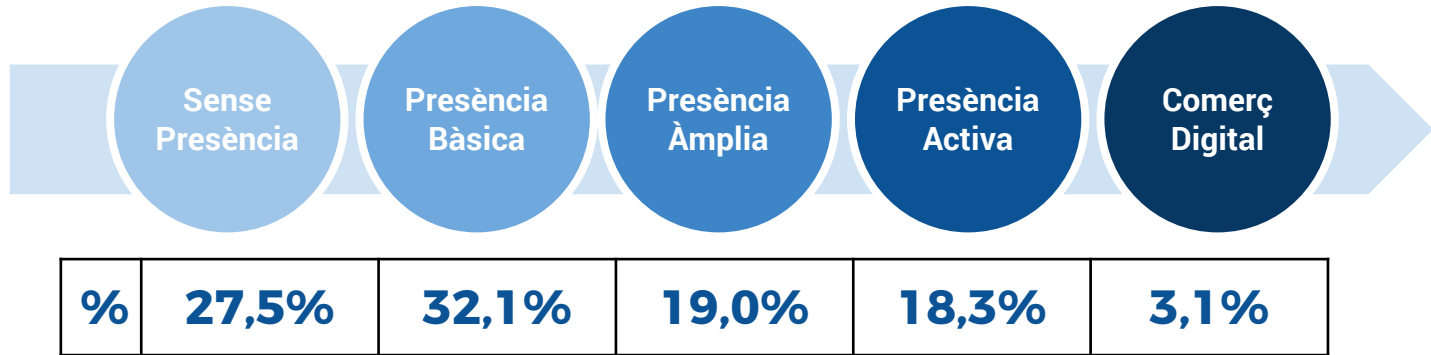 Sense
Presència
Presència
Bàsica
Presència
Àmplia
Presència
Activa
Comerç
Digital
% 27,5% 32,1% 19,0% 18,3% 3,1%